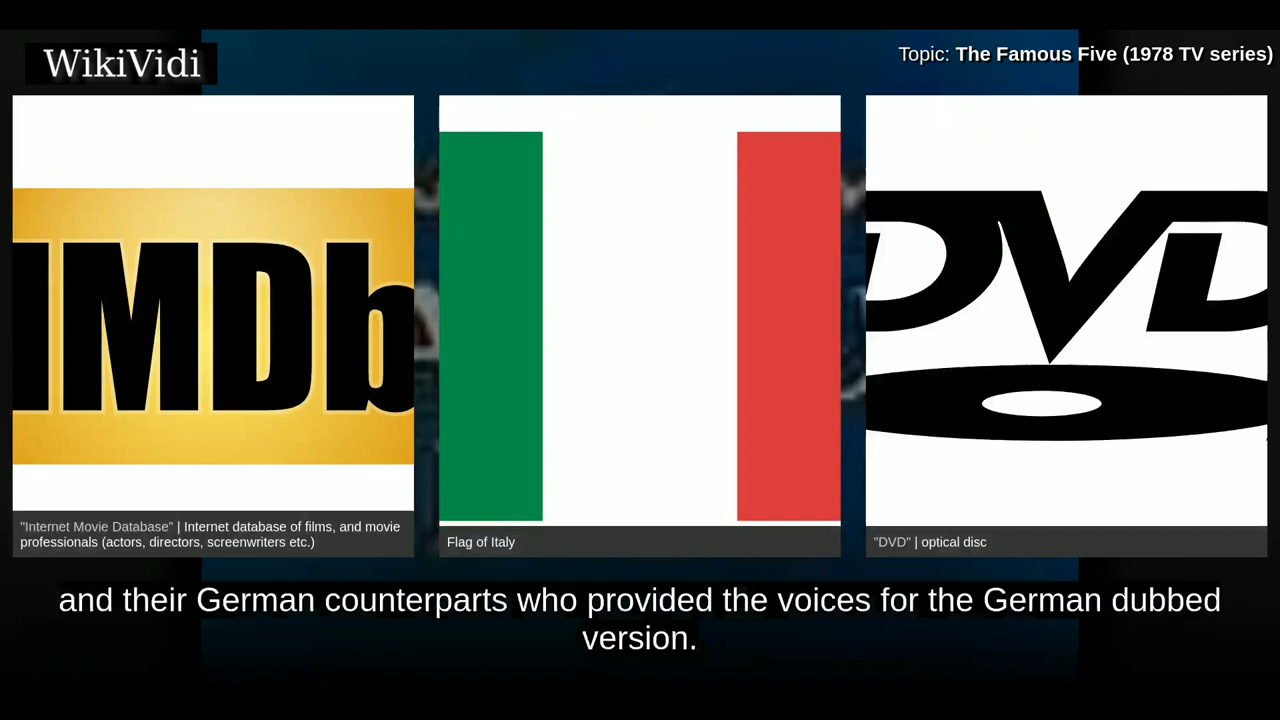 WikiVidi
Topic: The Famous Five (1978 TV series)
IMDb
DVD
"Internet Movie Database" | Internet database of films, and movie
professionals (actors, directors, screenwriters etc.)
Flag of Italy
"DVD" | optical disc
and their German counterparts who provided the voices for the German dubbed
version.